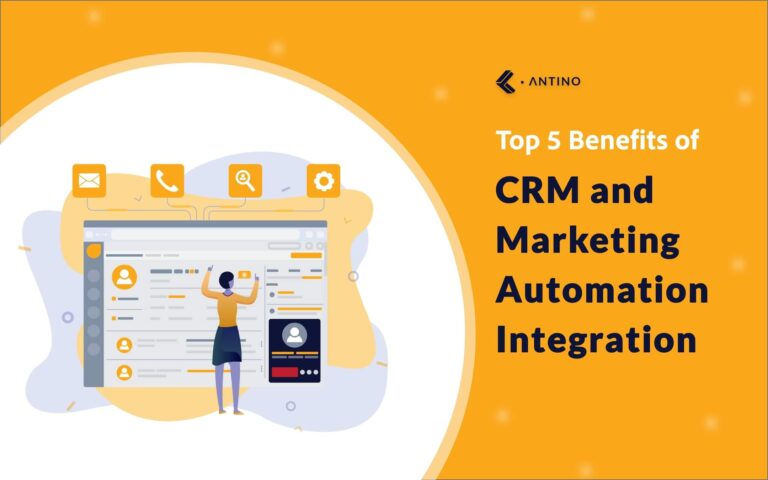 ANTINO
Top 5 Benefits of
CRM and
Marketing
Automation
Integration